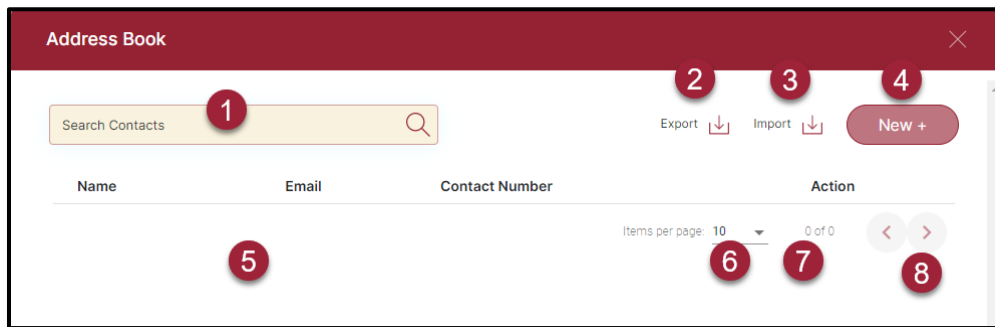 Address Book
2 3 4
1
Search Contacts Export Import New +
Name Email Contact Number Action
Items per page: 10 0 of 0
5 6 7 8